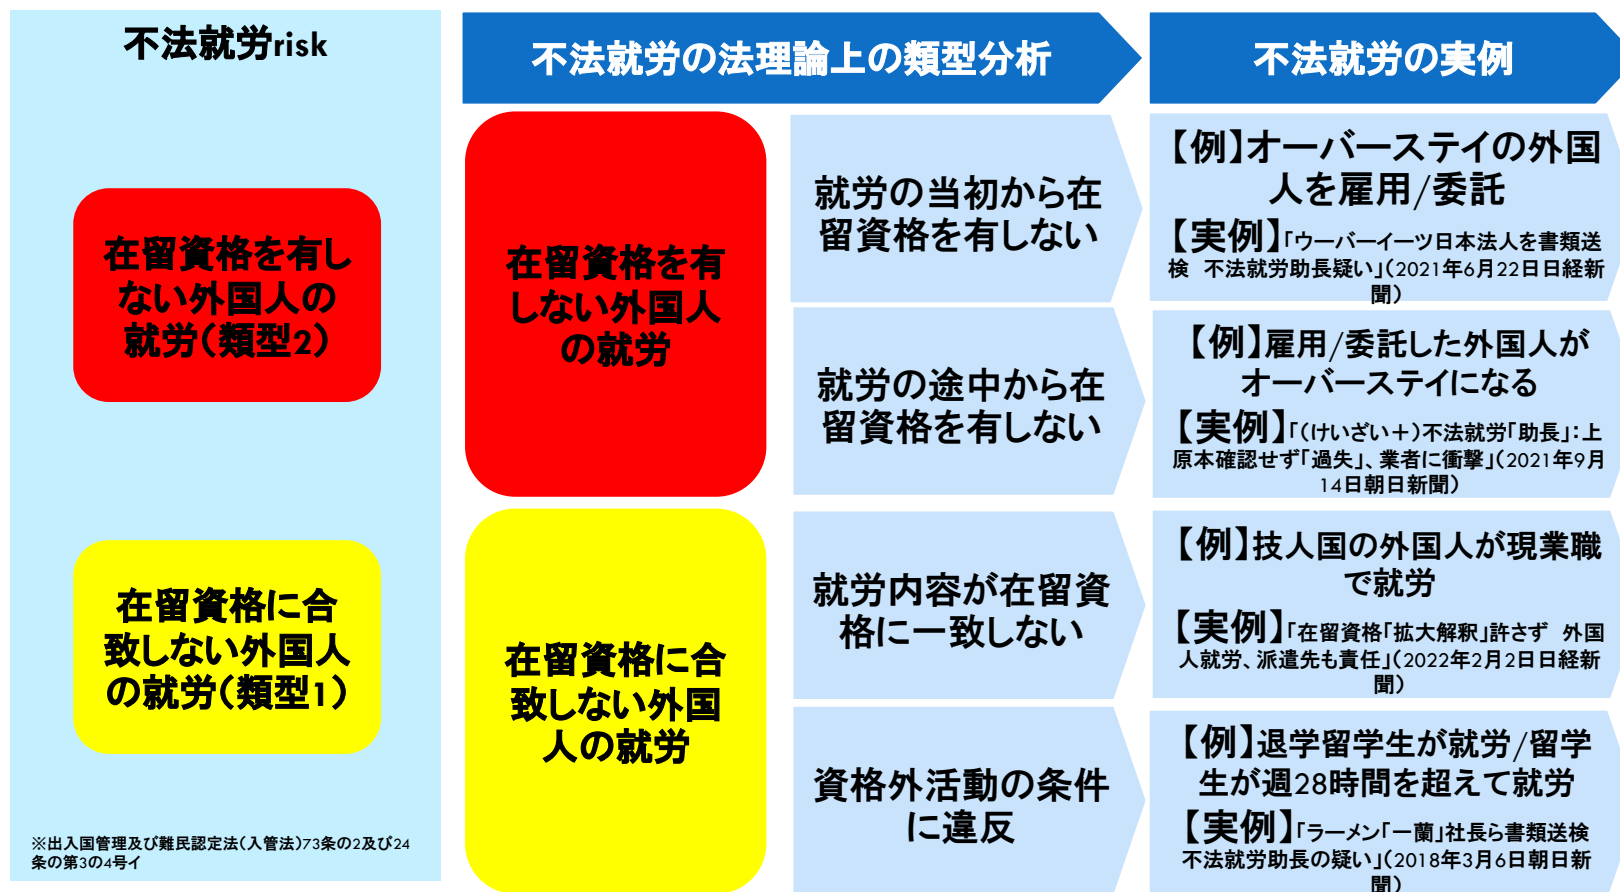 不法就労risk
在留資格を有し
ない外国人の
就労(類型2)
在留資格に合
致しない外国人
の就労(類型1)
※出入国管理及び難民認定法(入管法)73条の2及び24
条の第3の4号イ
不法就労の法理論上の類型分析
不法就労の実例
在留資格を有
しない外国人
の就労
就労の当初から在
留資格を有しない
【例】オーバーステイの外国
人を雇用/委託
【実例】「ウーバーイーツ日本法人を書類送
検 不法就労助長疑い」(2021年6月22日日経新
聞)
就労の途中から在
留資格を有しない
【例】雇用/委託した外国人が
オーバーステイになる
【実例】「(けいざい+)不法就労「助長」:上
原本確認せず「過失」、業者に衝撃」(2021年9月
14日朝日新聞)
在留資格に合
致しない外国
人の就労
就労内容が在留資
格に一致しない
【例】技人国の外国人が現業職
で就労
【実例】「在留資格「拡大解釈」許さず 外国
人就労、派遣先も責任」(2022年2月2日日経新
聞)
資格外活動の条件
に違反
【例】退学留学生が就労/留学
生が週28時間を超えて就労
【実例】「ラーメン「一蘭」社長ら書類送検
不法就労助長の疑い」(2018年3月6日朝日新
聞)